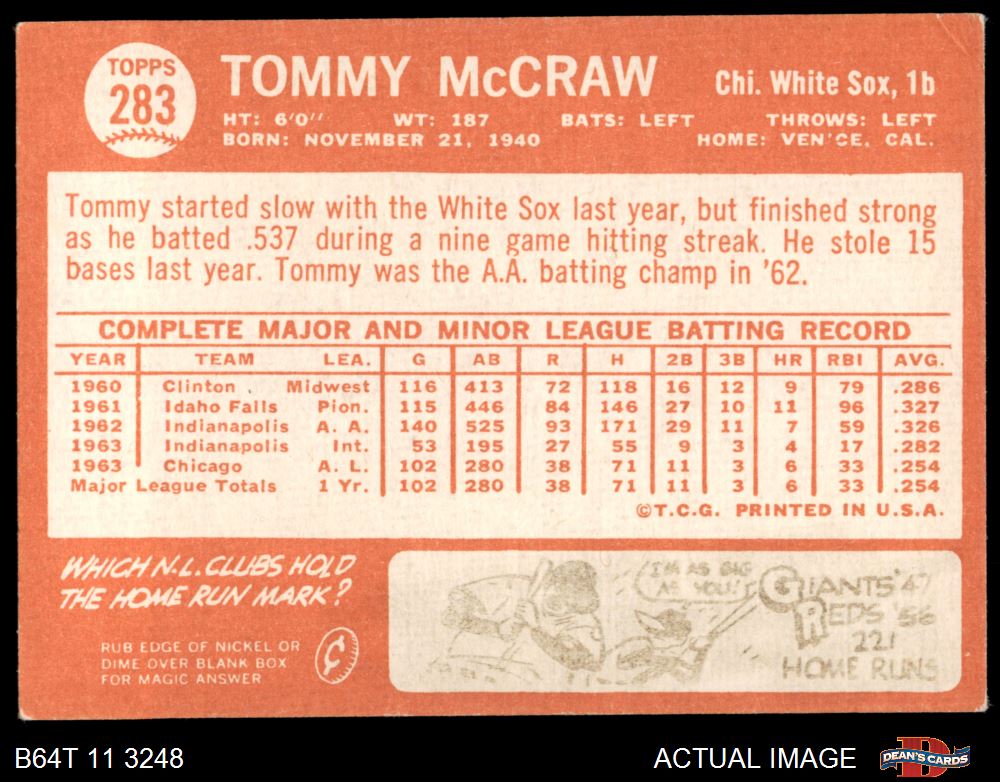 TOPPS
283
TOMMY McCRAW
Chi. White Sox, 1b
HT: 6'0'' WT: 187 BATS: LEFT THROWS: LEFT
BORN: NOVEMBER 21, 1940 HOME: VENICE, CAL.
Tommy started slow with the White Sox last year, but finished strong
as he batted .537 during a nine game hitting streak. He stole 15
bases last year. Tommy was the A.A. batting champ in '62.
COMPLETE MAJOR AND MINOR LEAGUE BATTING RECORD
YEAR TEAM LEA. G AB R H 2B 3B HR RBI AVG.
1960 Clinton Midwest 116 413 72 118 16 12 9 79 .286
1961 Idaho Falls Pion. 115 446 84 146 27 10 11 96 .327
1962 Indianapolis A. A. 140 525 93 171 29 11 7 59 .326
1963 Indianapolis Int. 53 195 27 55 9 3 4 17 .282
1963 Chicago A. L. 102 280 38 71 11 3 6 33 .254
Major League Totals 1 Yr. 102 280 38 71 11 3 6 33 .254
©T.C.G. PRINTED IN U.S.A.
WHICH N.L. CLUBS HOLD
THE HOME RUN MARK?
RUB EDGE OF NICKEL OR
DIME OVER BLANK BOX
FOR MAGIC ANSWER
¢
I'M AS BIG
AS YOU!
GIANTS '47
REDS '56
221
HOME RUNS
B64T 11 3248
ACTUAL IMAGE
DEAN'S CARDS